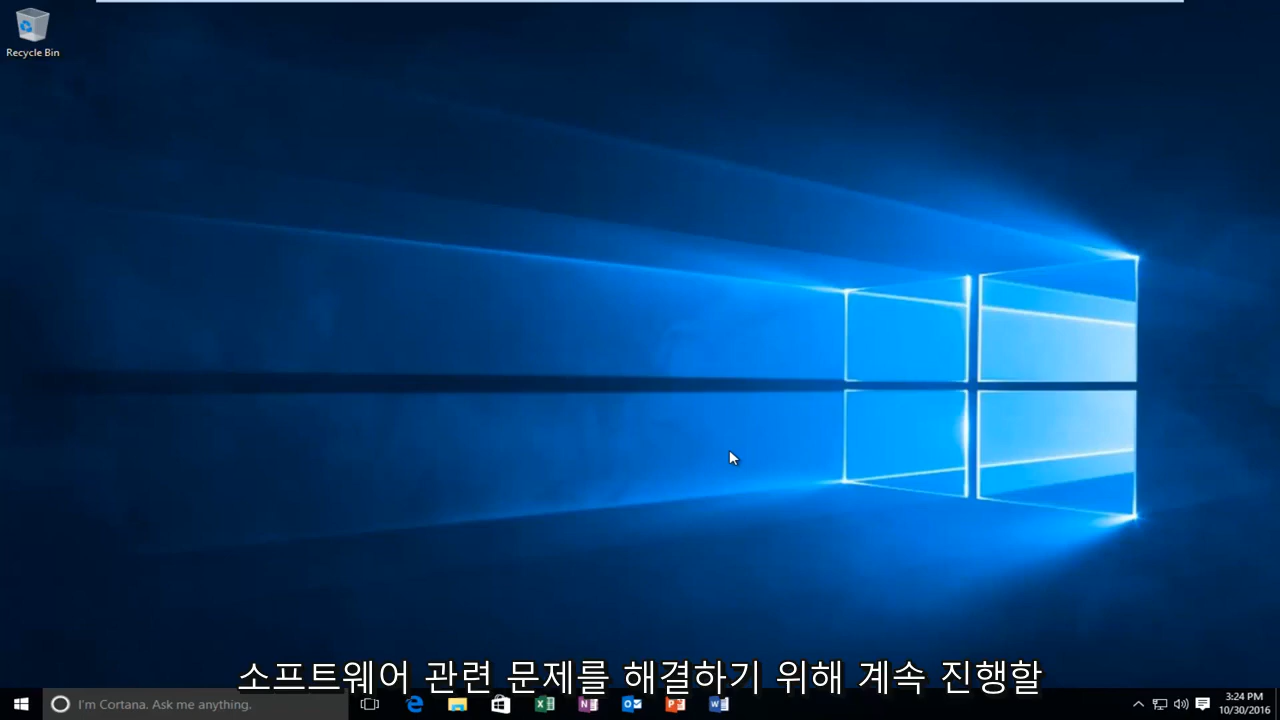 Recycle Bin
소프트웨어 관련 문제를 해결하기 위해 계속 진행할
I'm Cortana. Ask me anything.
3:24 PM
10/30/2016